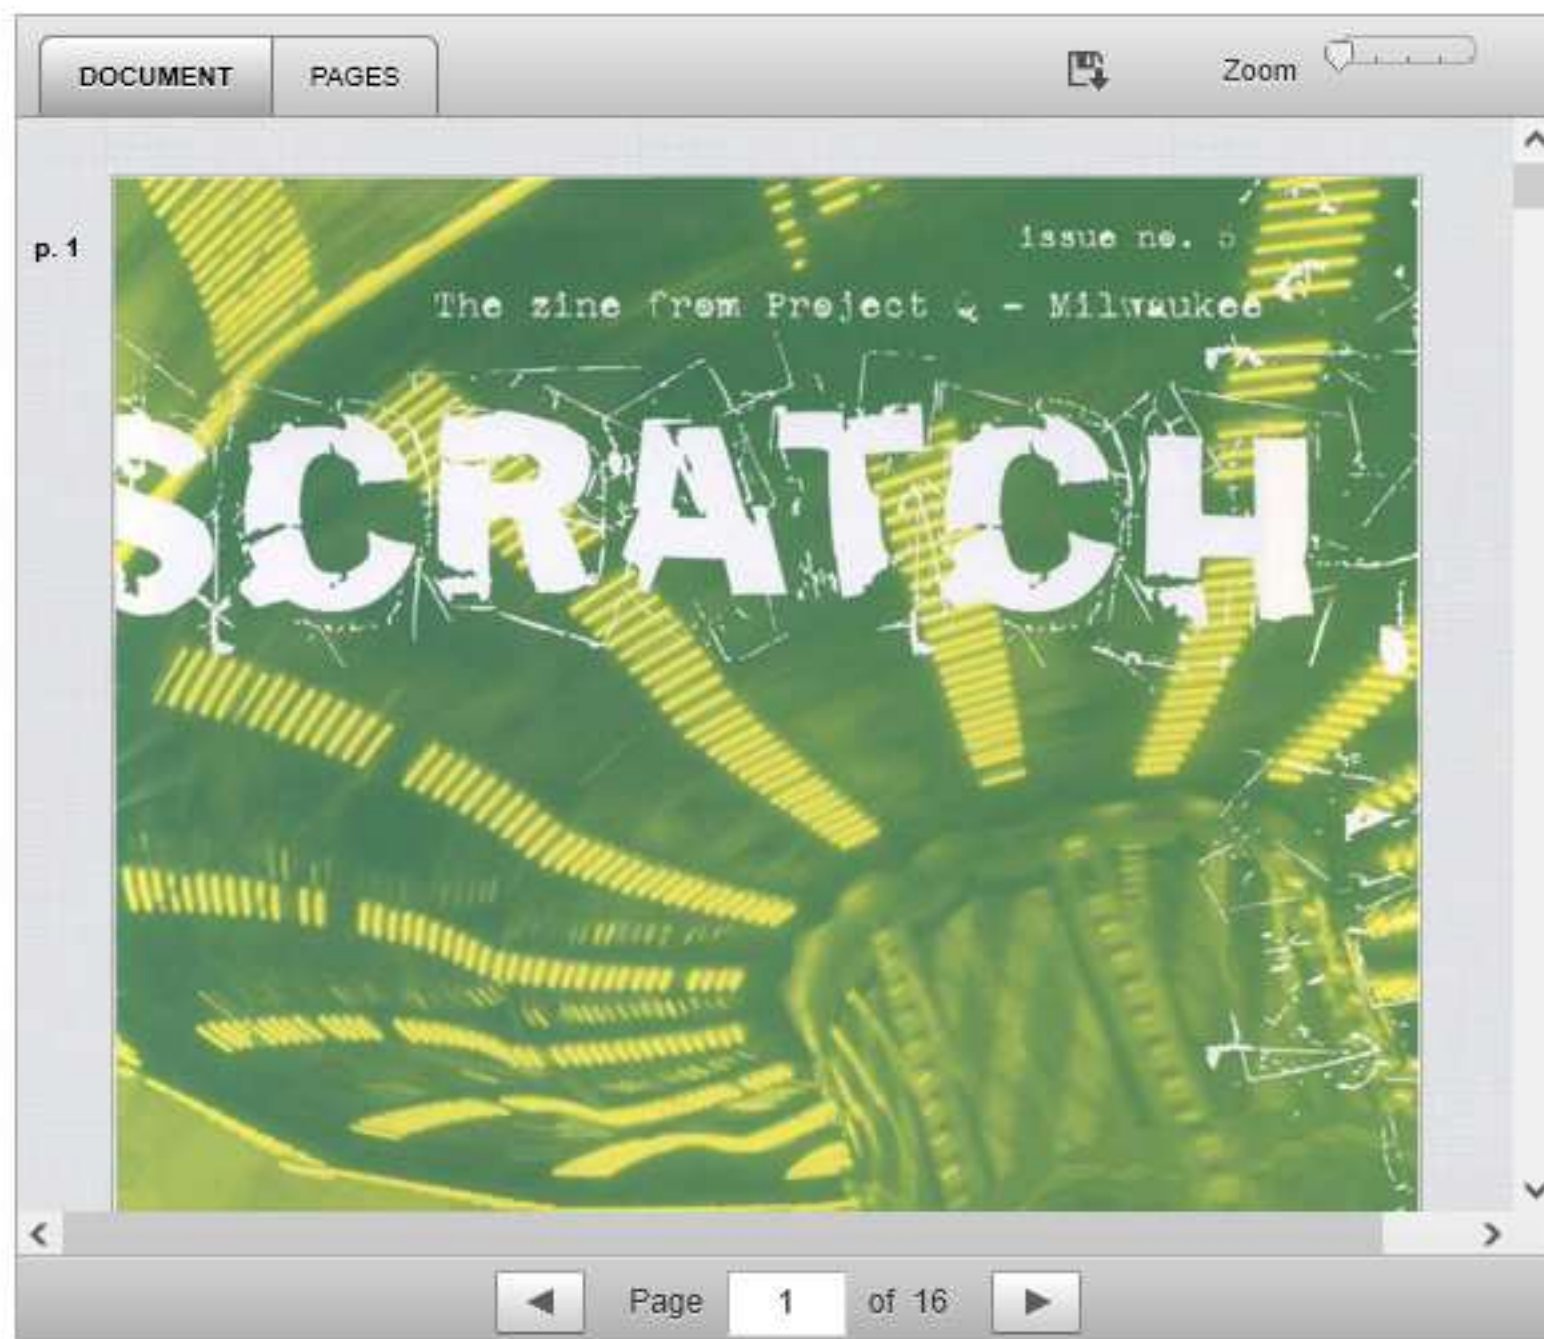 DOCUMENT PAGES Zoom
p. 1
issue no. 5
The zine from Project Q - Milwaukee
SCRATCH
Page 1 of 16